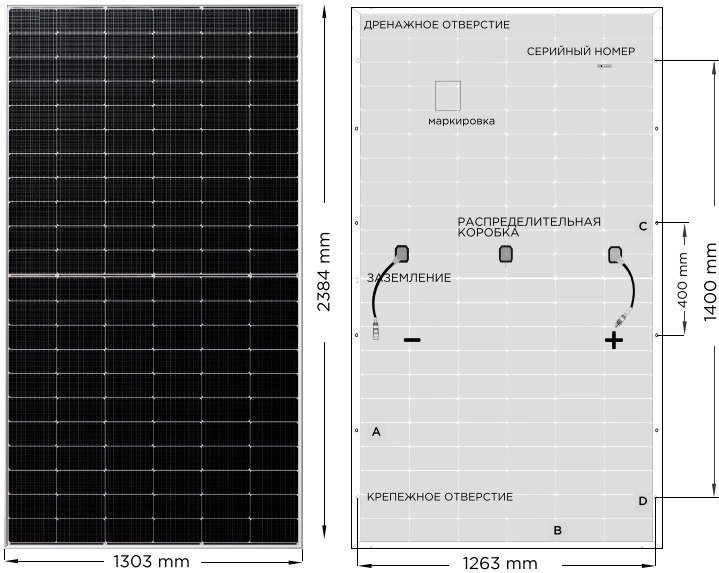 ДРЕНАЖНОЕ ОТВЕРСТИЕ
СЕРИЙНЫЙ НОМЕР
маркировка
РАСПРЕДЕЛИТЕЛЬНАЯ
КОРОБКА
C
ЗАЗЕМЛЕНИЕ
2384 mm
400 mm
1400 mm
− +
A
КРЕПЕЖНОЕ ОТВЕРСТИЕ
D
B
1303 mm
1263 mm